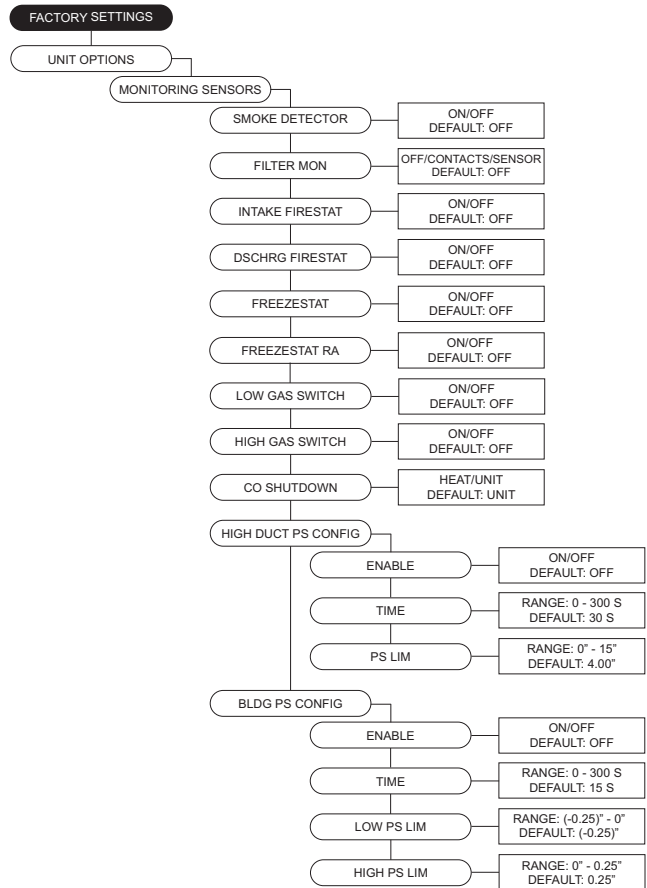 FACTORY SETTINGS
UNIT OPTIONS
MONITORING SENSORS
SMOKE DETECTOR
ON/OFF
DEFAULT: OFF
FILTER MON
OFF/CONTACTS/SENSOR
DEFAULT: OFF
INTAKE FIRESTAT
ON/OFF
DEFAULT: OFF
DSCHRG FIRESTAT
ON/OFF
DEFAULT: OFF
FREEZESTAT
ON/OFF
DEFAULT: OFF
FREEZESTAT RA
ON/OFF
DEFAULT: OFF
LOW GAS SWITCH
ON/OFF
DEFAULT: OFF
HIGH GAS SWITCH
ON/OFF
DEFAULT: OFF
CO SHUTDOWN
HEAT/UNIT
DEFAULT: UNIT
HIGH DUCT PS CONFIG
ENABLE
ON/OFF
DEFAULT: OFF
TIME
RANGE: 0 - 300 S
DEFAULT: 30 S
PS LIM
RANGE: 0" - 15"
DEFAULT: 4.00"
BLDG PS CONFIG
ENABLE
ON/OFF
DEFAULT: OFF
TIME
RANGE: 0 - 300 S
DEFAULT: 15 S
LOW PS LIM
RANGE: (-0.25)" - 0"
DEFAULT: (-0.25)"
HIGH PS LIM
RANGE: 0" - 0.25"
DEFAULT: 0.25"